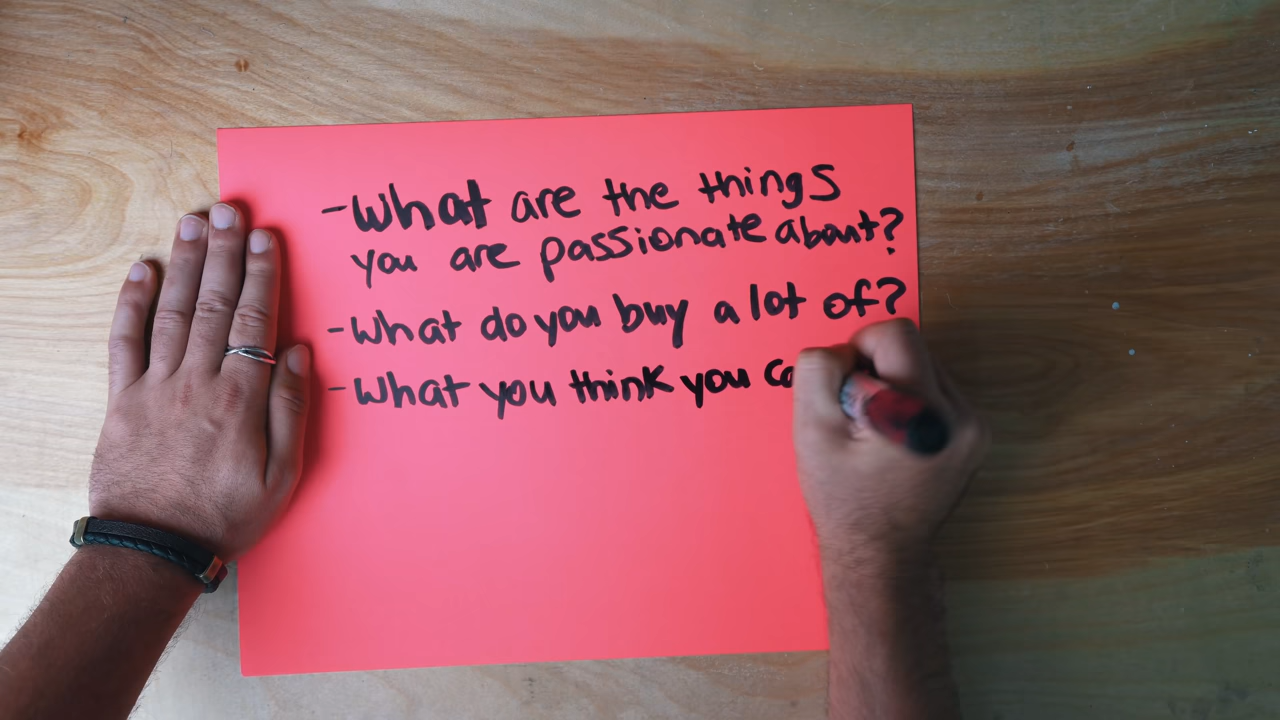 -What are the things
you are passionate about?
-What do you buy a lot of?
-What you think you